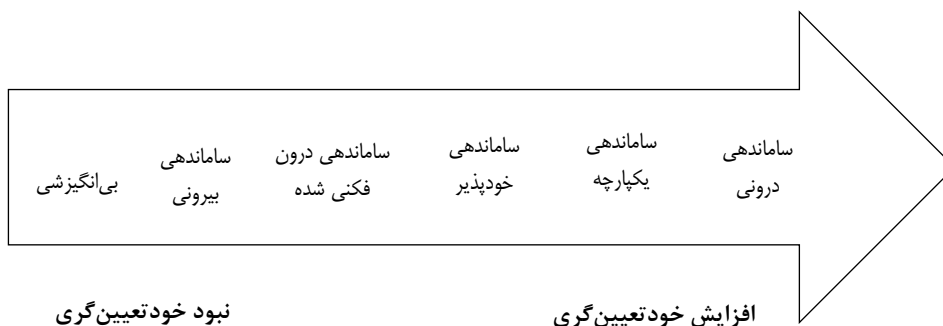 بی‌انگیزشی
ساماندهی
بیرونی
ساماندهی درون
فکنی شده
ساماندهی
خودپذیر
ساماندهی
یکپارچه
ساماندهی
درونی
نبود خودتعیین‌گری
افزایش خودتعیین‌گری